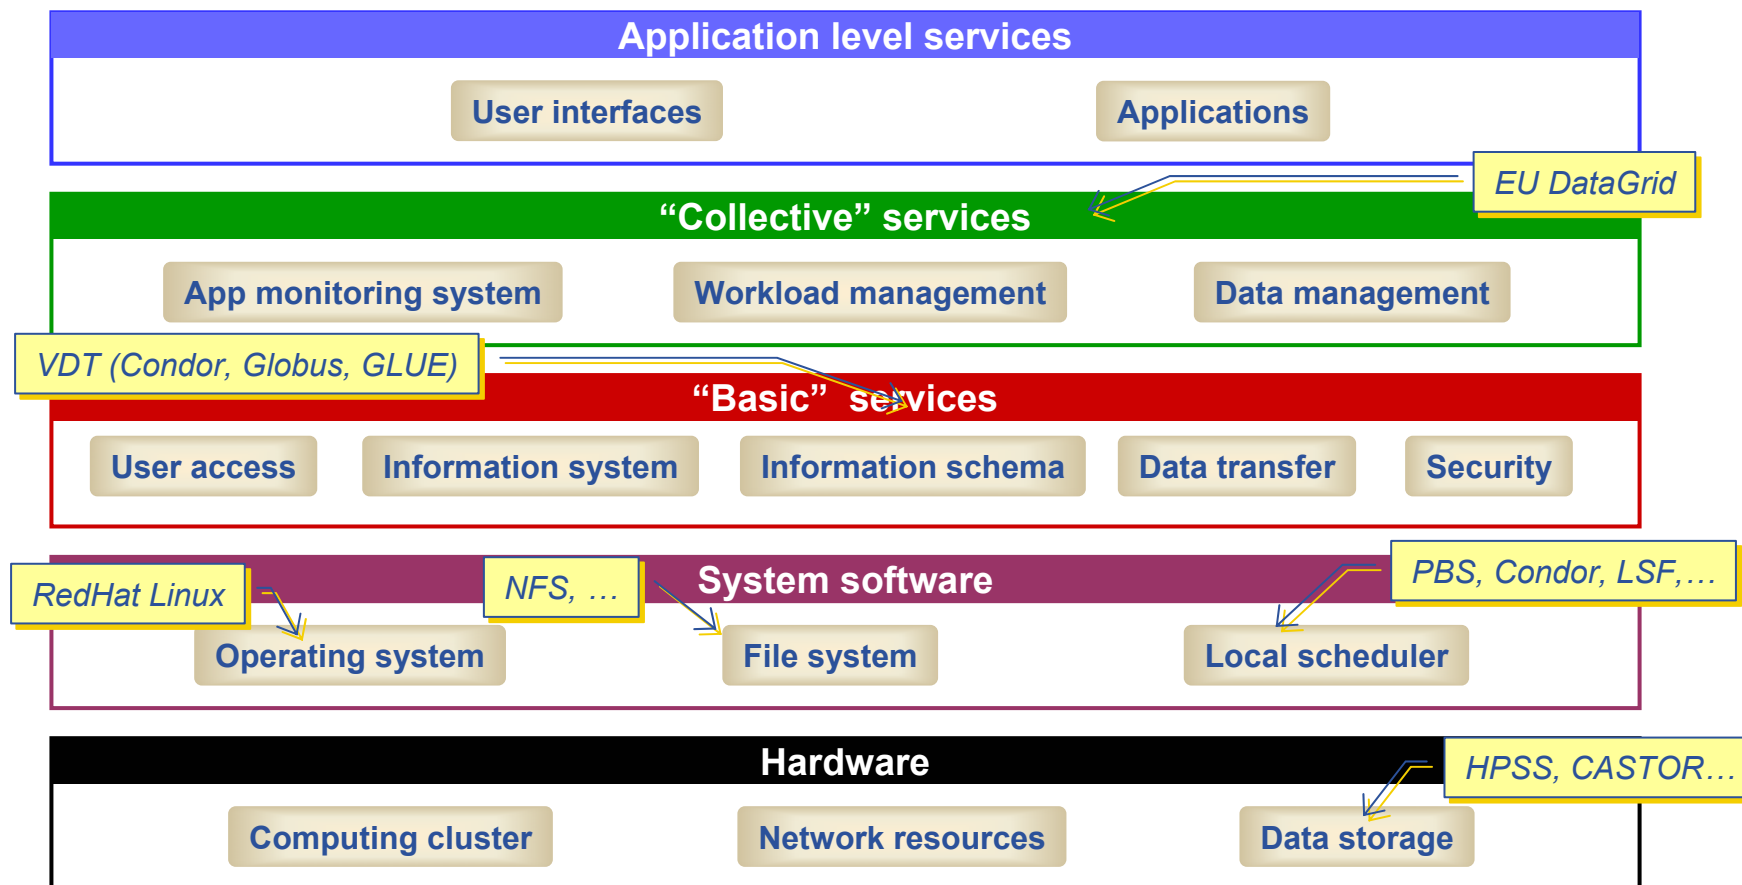 Application level services
User interfaces
Applications
EU DataGrid
“Collective” services
App monitoring system
Workload management
Data management
VDT (Condor, Globus, GLUE)
“Basic” services
User access
Information system
Information schema
Data transfer
Security
RedHat Linux
NFS, …
System software
PBS, Condor, LSF,…
Operating system
File system
Local scheduler
Hardware
HPSS, CASTOR…
Computing cluster
Network resources
Data storage